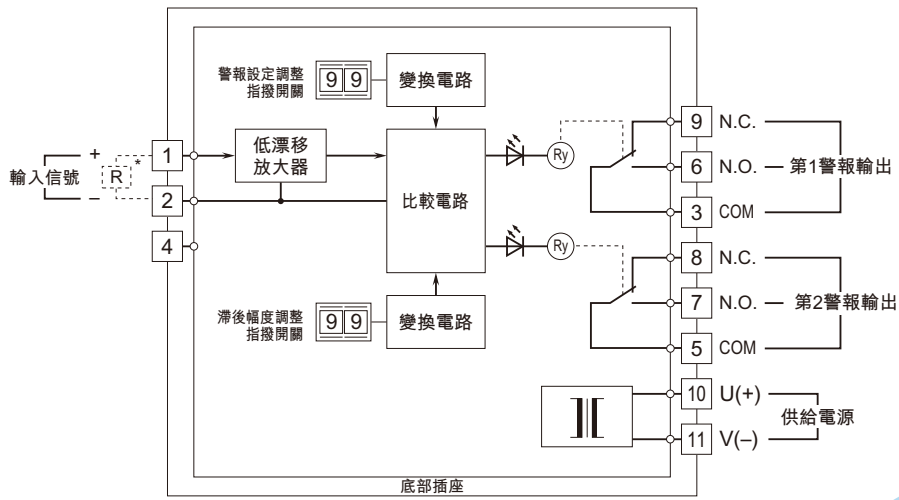 警報設定調整
指撥開關
9 9
變換電路
9
N.C.
1
低漂移
放大器
Ry
6
N.O.
第1警報輸出
+
*
輸入信號
R
–
2
比較電路
3
COM
4
Ry
8
N.C.
7
N.O.
第2警報輸出
滯後幅度調整
指撥開關
9 9
變換電路
5
COM
10
U(+)
供給電源
11
V(–)
底部插座